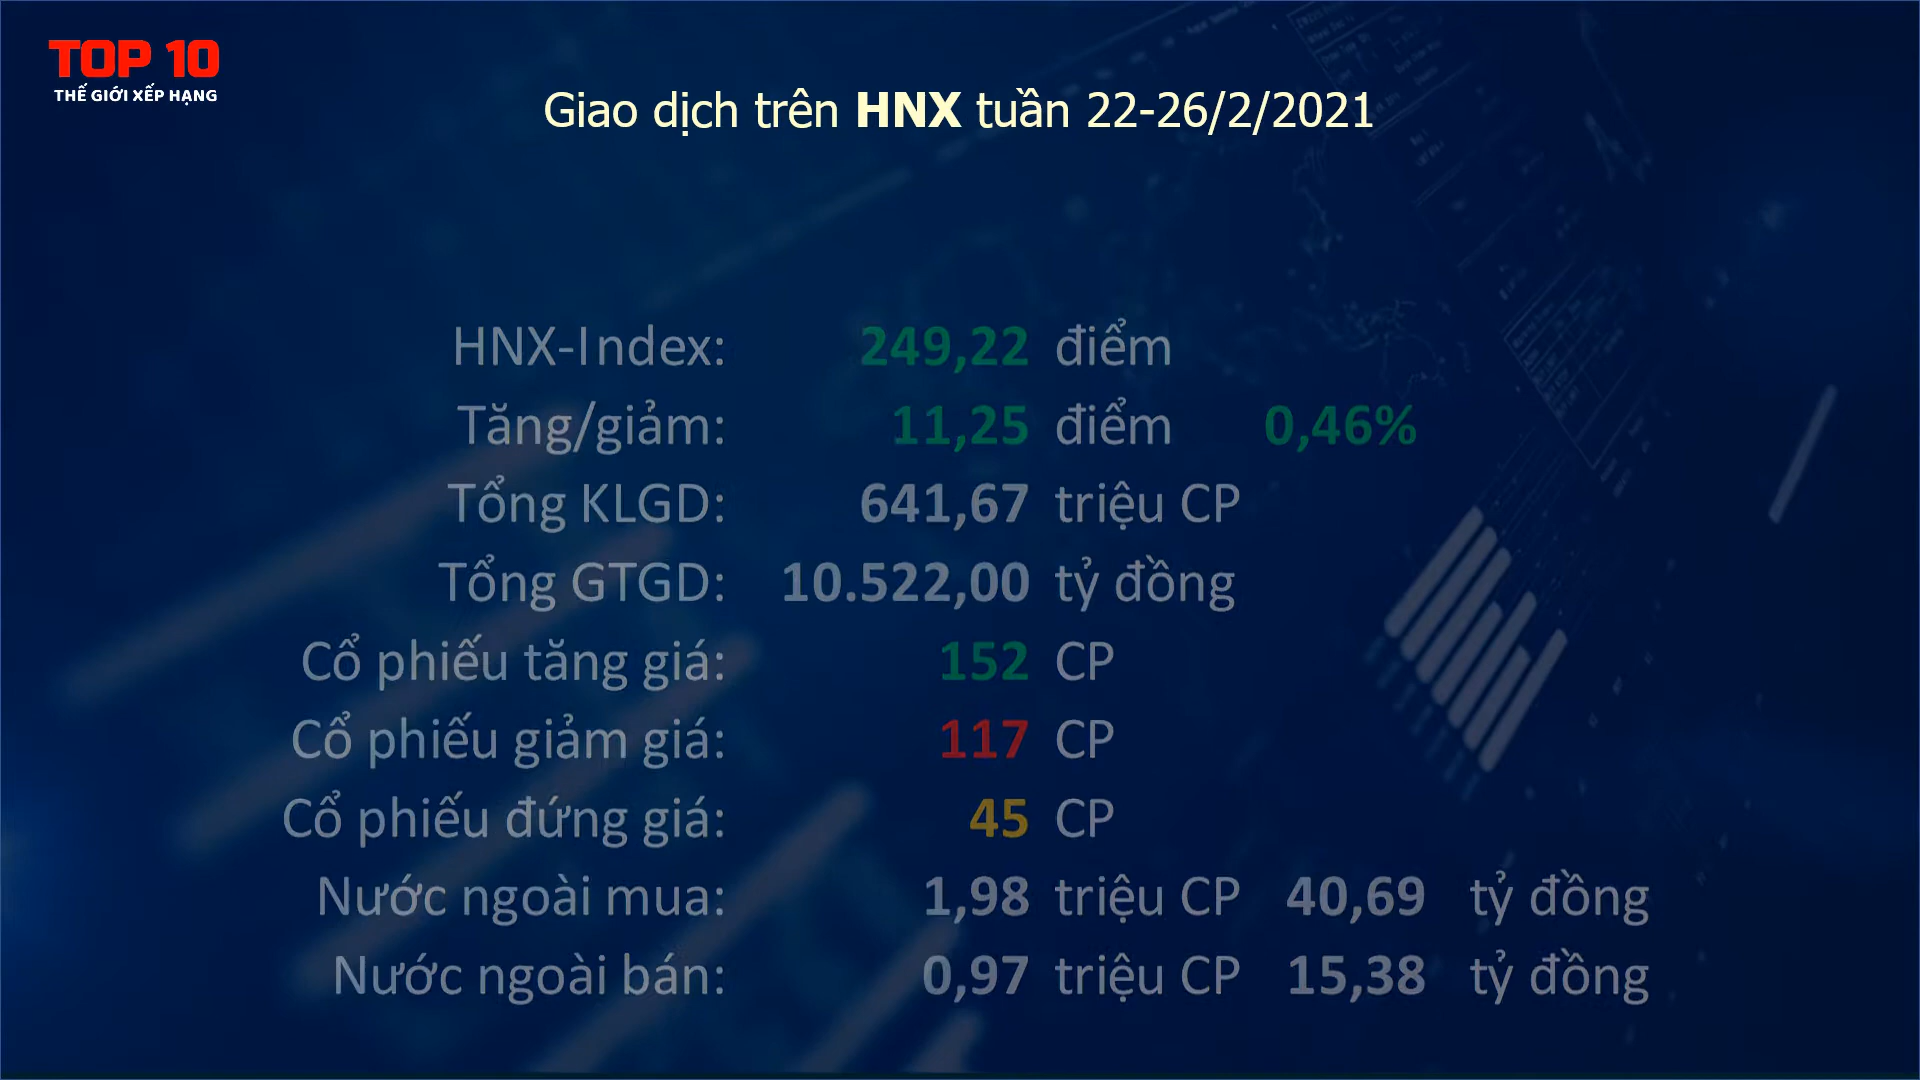 TOP 10
THẾ GIỚI XẾP HẠNG
Giao dịch trên HNX tuần 22-26/2/2021
HNX-Index: 249,22 điểm
Tăng/giảm: 11,25 điểm 0,46%
Tổng KLGD: 641,67 triệu CP
Tổng GTGD: 10.522,00 tỷ đồng
Cổ phiếu tăng giá: 152 CP
Cổ phiếu giảm giá: 117 CP
Cổ phiếu đứng giá: 45 CP
Nước ngoài mua: 1,98 triệu CP 40,69 tỷ đồng
Nước ngoài bán: 0,97 triệu CP 15,38 tỷ đồng